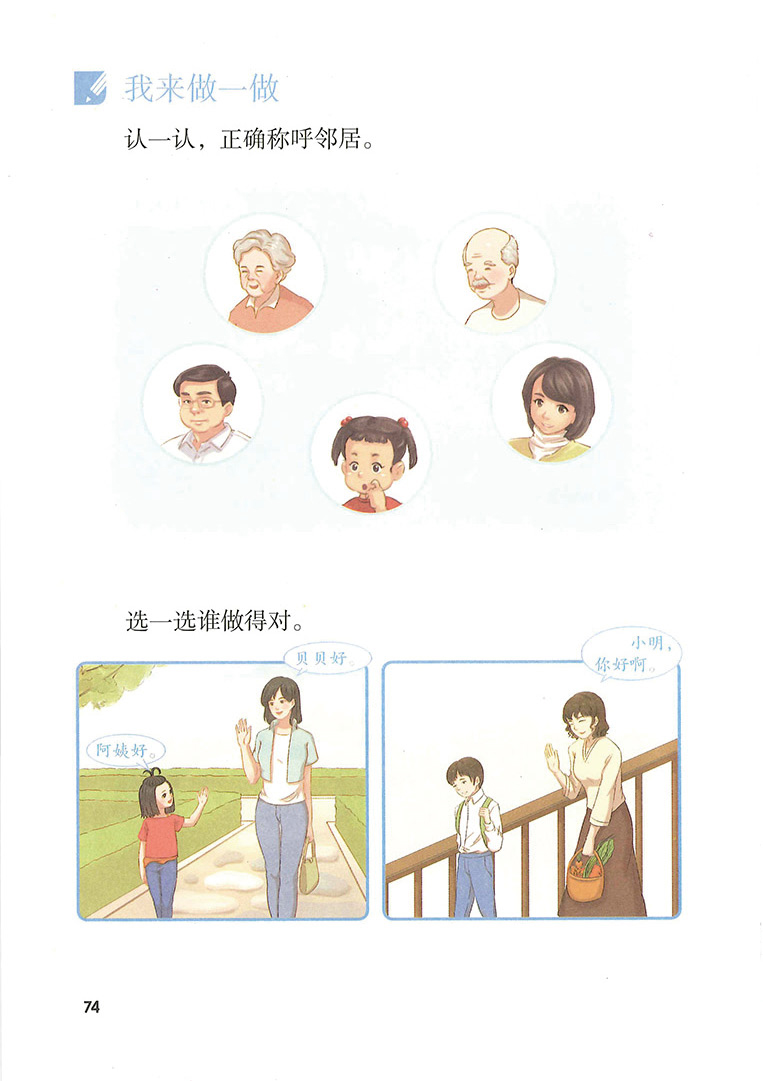 我来做一做
认一认，正确称呼邻居。
选一选谁做得对。
贝贝好。
阿姨好。
小明，
你好啊。
74